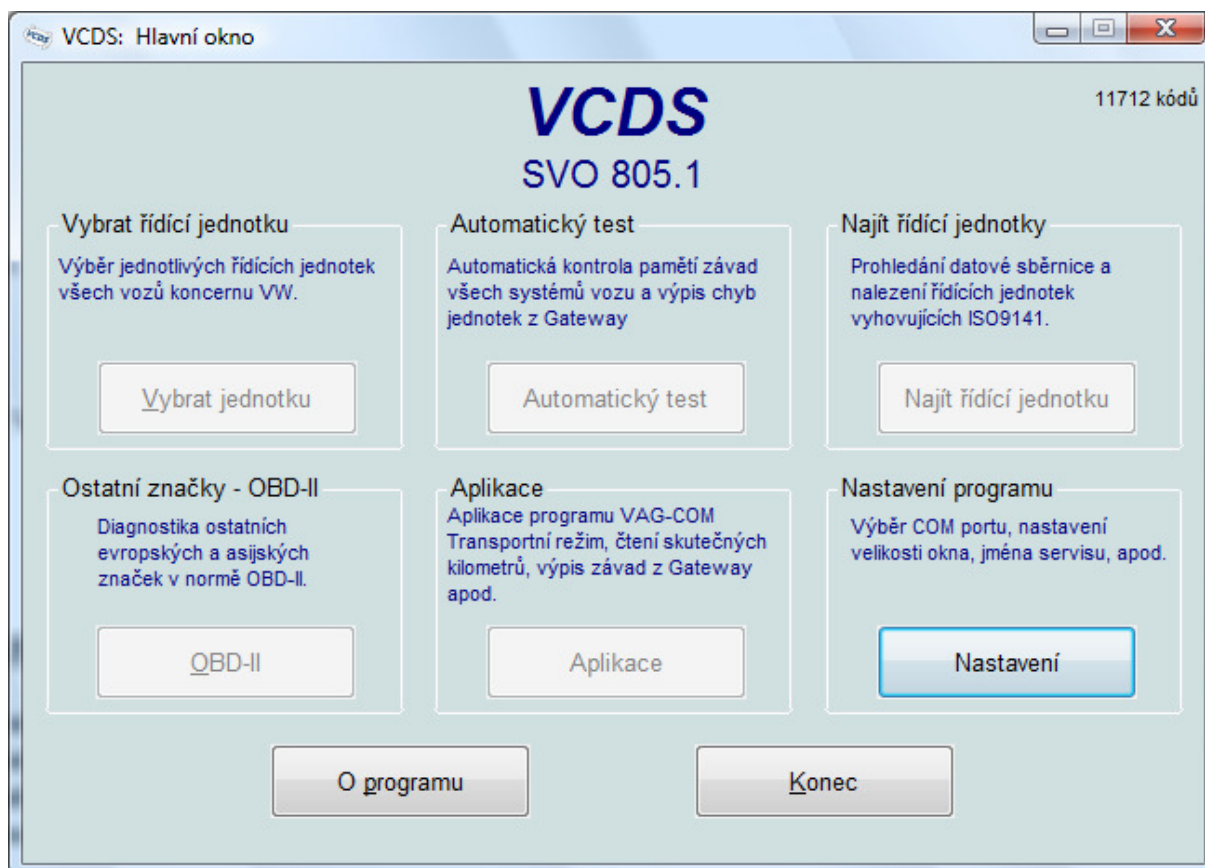 VCDS: Hlavní okno
VCDS
11712 kódů
SVO 805.1
Vybrat řídící jednotku
Výběr jednotlivých řídících jednotek
všech vozů koncernu VW.
Vybrat jednotku
Automatický test
Automatická kontrola pamětí závad
všech systémů vozu a výpis chyb
jednotek z Gateway
Automatický test
Najít řídící jednotky
Prohledání datové sběrnice a
nalezení řídících jednotek
vyhovujících ISO9141.
Najít řídící jednotku
Ostatní značky - OBD-II
Diagnostika ostatních
evropských a asijských
značek v normě OBD-II.
OBD-II
Aplikace
Aplikace programu VAG-COM
Transportní režim, čtení skutečných
kilometrů, výpis závad z Gateway
apod.
Aplikace
Nastavení programu
Výběr COM portu, nastavení
velikosti okna, jména servisu, apod.
Nastavení
O programu
Konec